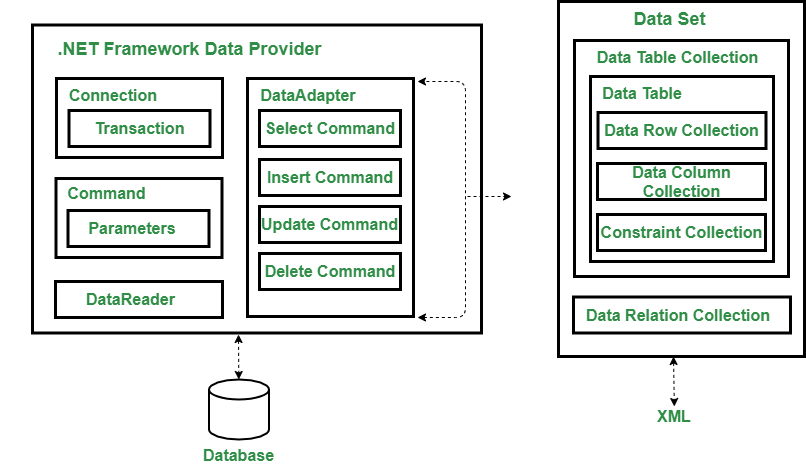 .NET Framework Data Provider
Connection
Transaction
Command
Parameters
DataReader
DataAdapter
Select Command
Insert Command
Update Command
Delete Command
Database
Data Set
Data Table Collection
Data Table
Data Row Collection
Data Column
Collection
Constraint Collection
Data Relation Collection
XML